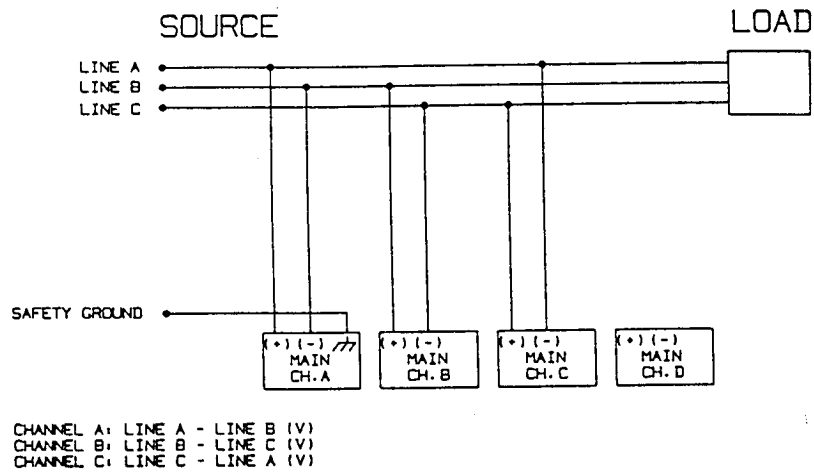 SOURCE
LOAD
LINE A
LINE B
LINE C
SAFETY GROUND
(+) (-)
MAIN
CH. A
(+) (-)
MAIN
CH. B
(+) (-)
MAIN
CH. C
(+) (-)
MAIN
CH. D
CHANNEL A: LINE A - LINE B (V)
CHANNEL B: LINE B - LINE C (V)
CHANNEL C: LINE C - LINE A (V)